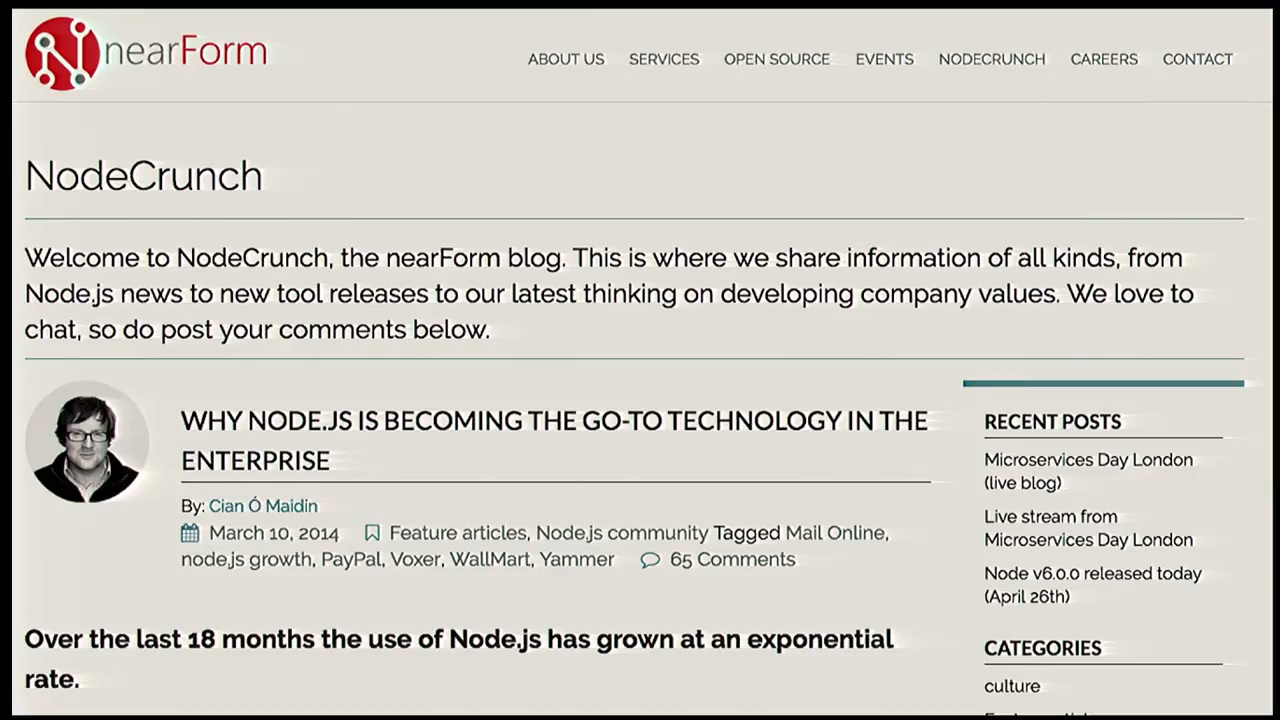 nearForm
ABOUT US SERVICES OPEN SOURCE EVENTS NODECRUNCH CAREERS CONTACT
NodeCrunch
Welcome to NodeCrunch, the nearForm blog. This is where we share information of all kinds, from
Node.js news to new tool releases to our latest thinking on developing company values. We love to
chat, so do post your comments below.
WHY NODE.JS IS BECOMING THE GO-TO TECHNOLOGY IN THE
ENTERPRISE
By: Cian Ó Maidín
March 10, 2014 Feature articles, Node.js community Tagged Mail Online,
node.js growth, PayPal, Voxer, WallMart, Yammer 65 Comments
Over the last 18 months the use of Node.js has grown at an exponential
rate.
RECENT POSTS
Microservices Day London
(live blog)
Live stream from
Microservices Day London
Node v6.0.0 released today
(April 26th)
CATEGORIES
culture